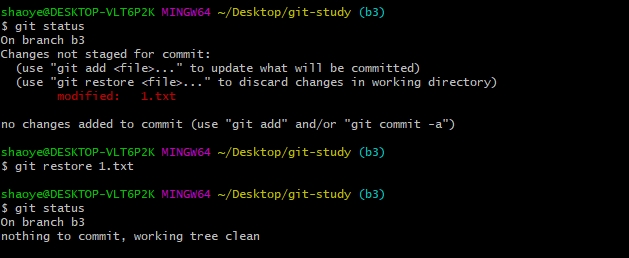 shaoye@DESKTOP-VLT6P2K MINGW64 ~/Desktop/git-study (b3)
$ git status
On branch b3
Changes not staged for commit:
  (use "git add <file>..." to update what will be committed)
  (use "git restore <file>..." to discard changes in working directory)
        modified:   1.txt

no changes added to commit (use "git add" and/or "git commit -a")

shaoye@DESKTOP-VLT6P2K MINGW64 ~/Desktop/git-study (b3)
$ git restore 1.txt

shaoye@DESKTOP-VLT6P2K MINGW64 ~/Desktop/git-study (b3)
$ git status
On branch b3
nothing to commit, working tree clean